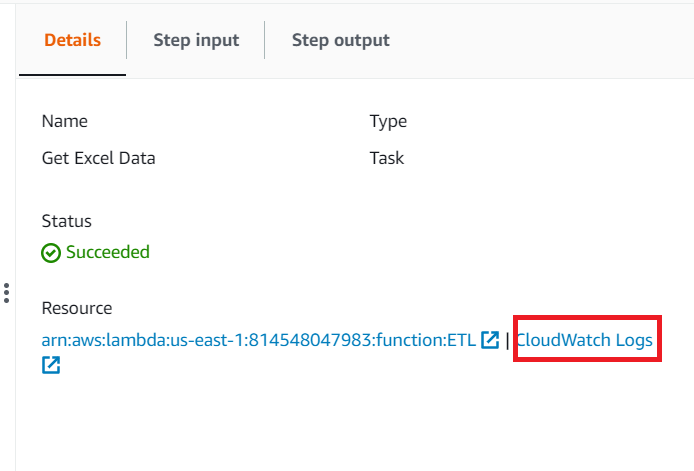 Details Step input Step output
Name Type
Get Excel Data Task
Status
Succeeded
Resource
arn:aws:lambda:us-east-1:814548047983:function:ETL | CloudWatch Logs